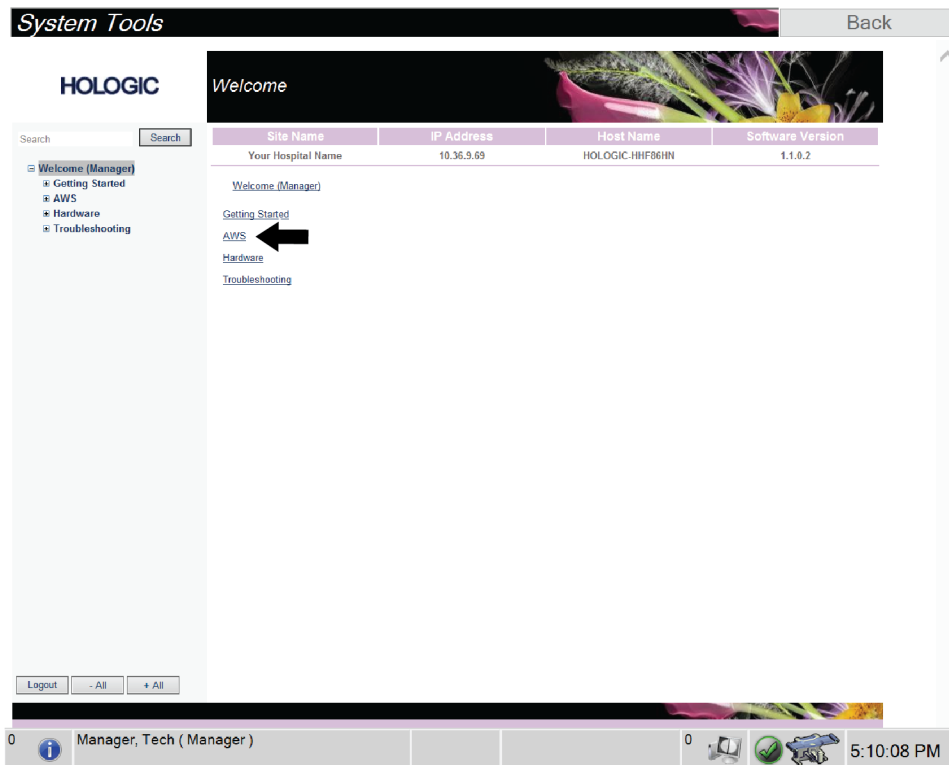 System Tools
Back
HOLOGIC
Welcome
Search
Search
Site Name
IP Address
Host Name
Software Version
Your Hospital Name
10.36.9.69
HOLOGIC-HHF86HN
1.1.0.2
Welcome (Manager)
Getting Started
AWS
Hardware
Troubleshooting
Welcome (Manager)
Getting Started
AWS
Hardware
Troubleshooting
Logout
- All
+ All
0
Manager, Tech ( Manager )
0
5:10:08 PM